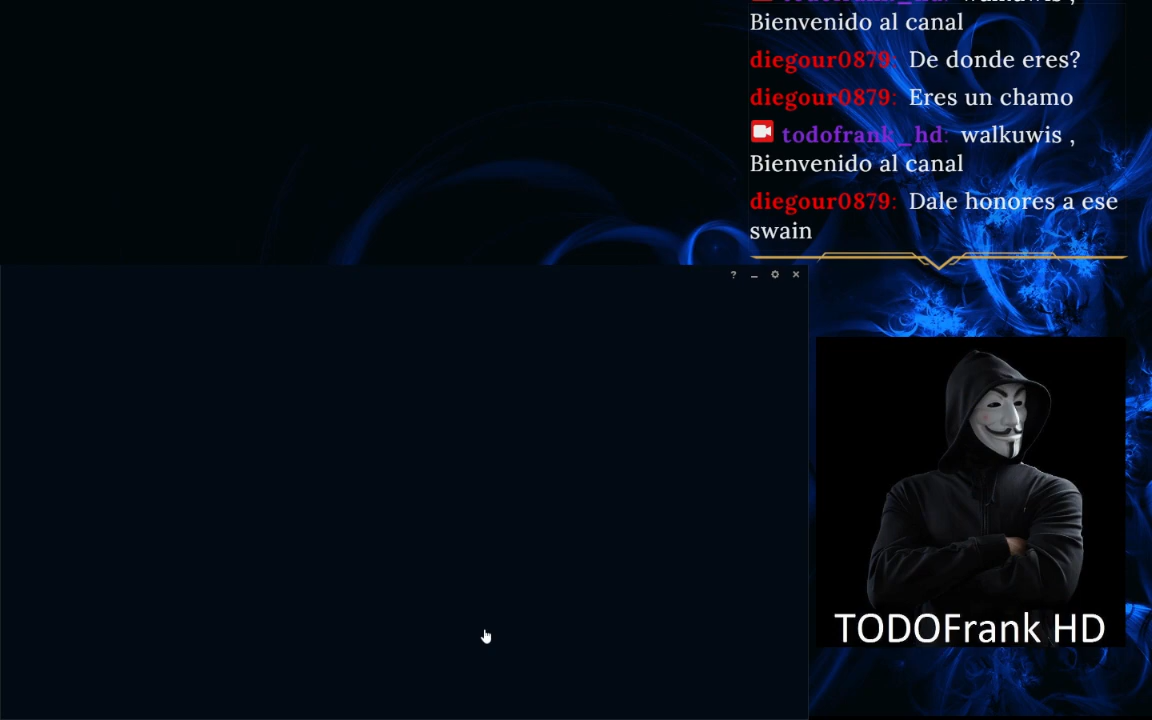 Bienvenido al canal
diegour0879: De donde eres?
diegour0879: Eres un chamo
todofrank_hd: walkuwis ,
Bienvenido al canal
diegour0879: Dale honores a ese
swain
?
TODOFrank HD